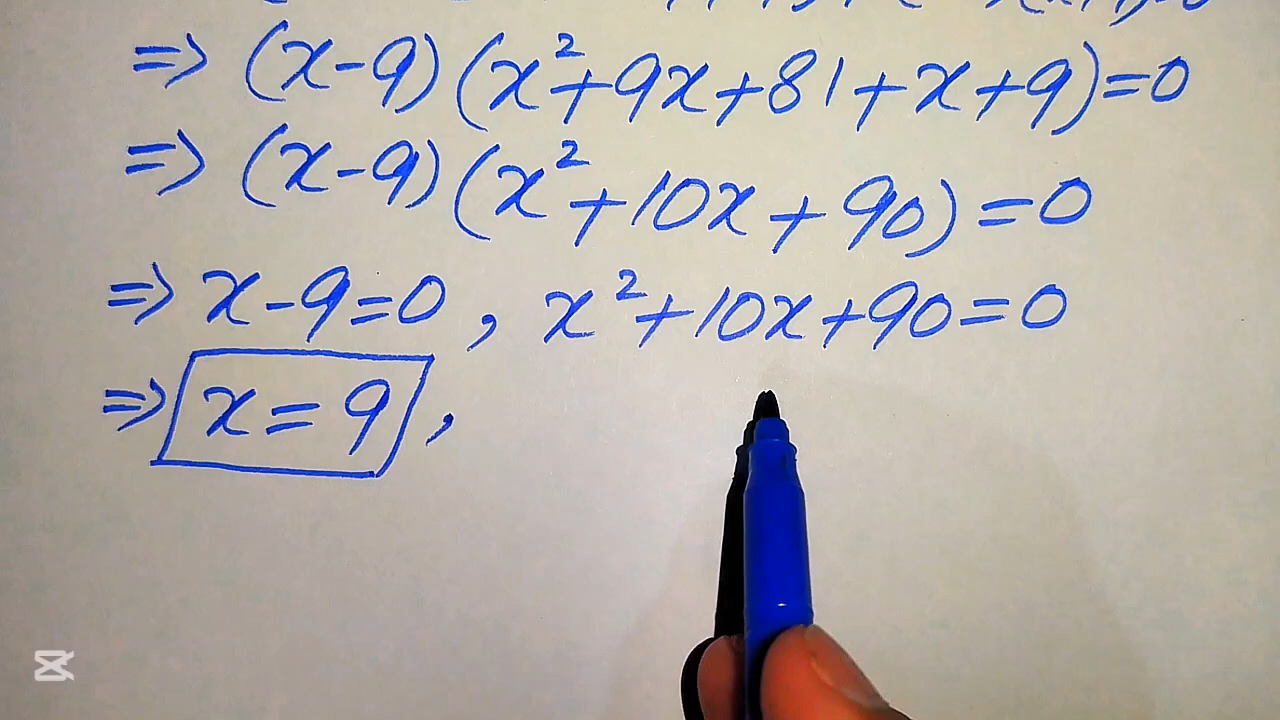 => (x-9)(x²+9x+81+x+9)=0
=> (x-9)(x²+10x+90)=0
=> x-9=0, x²+10x+90=0
=> x=9,